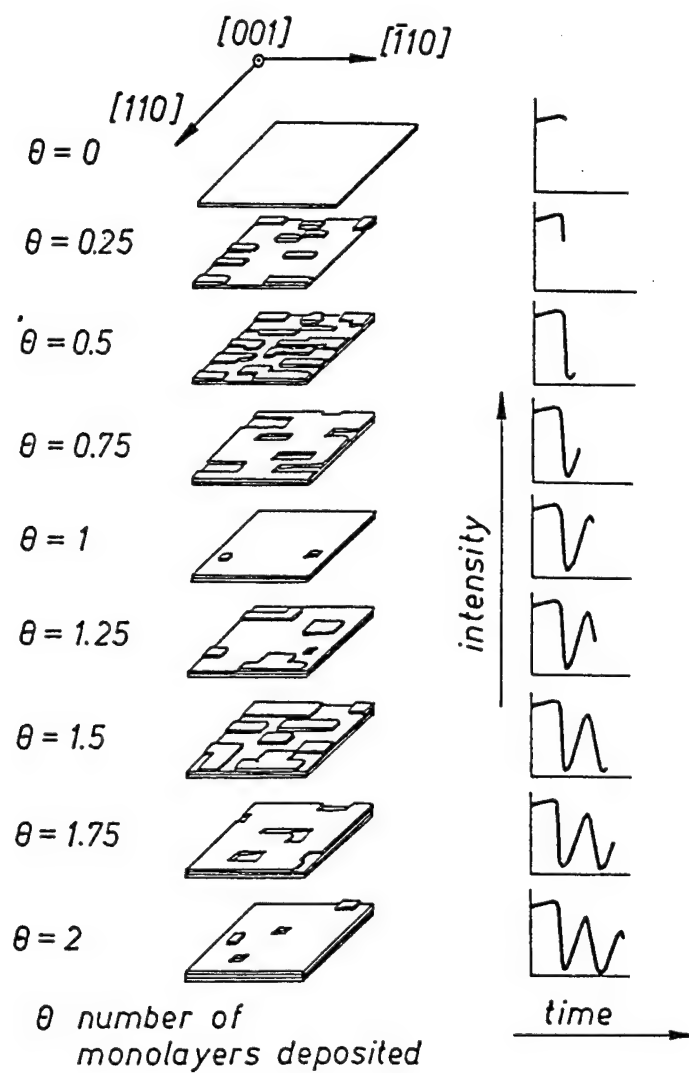 [001]
[1̄10]
[110]
θ = 0
θ = 0.25
θ = 0.5
θ = 0.75
θ = 1
θ = 1.25
θ = 1.5
θ = 1.75
θ = 2
intensity
θ number of
monolayers deposited
time